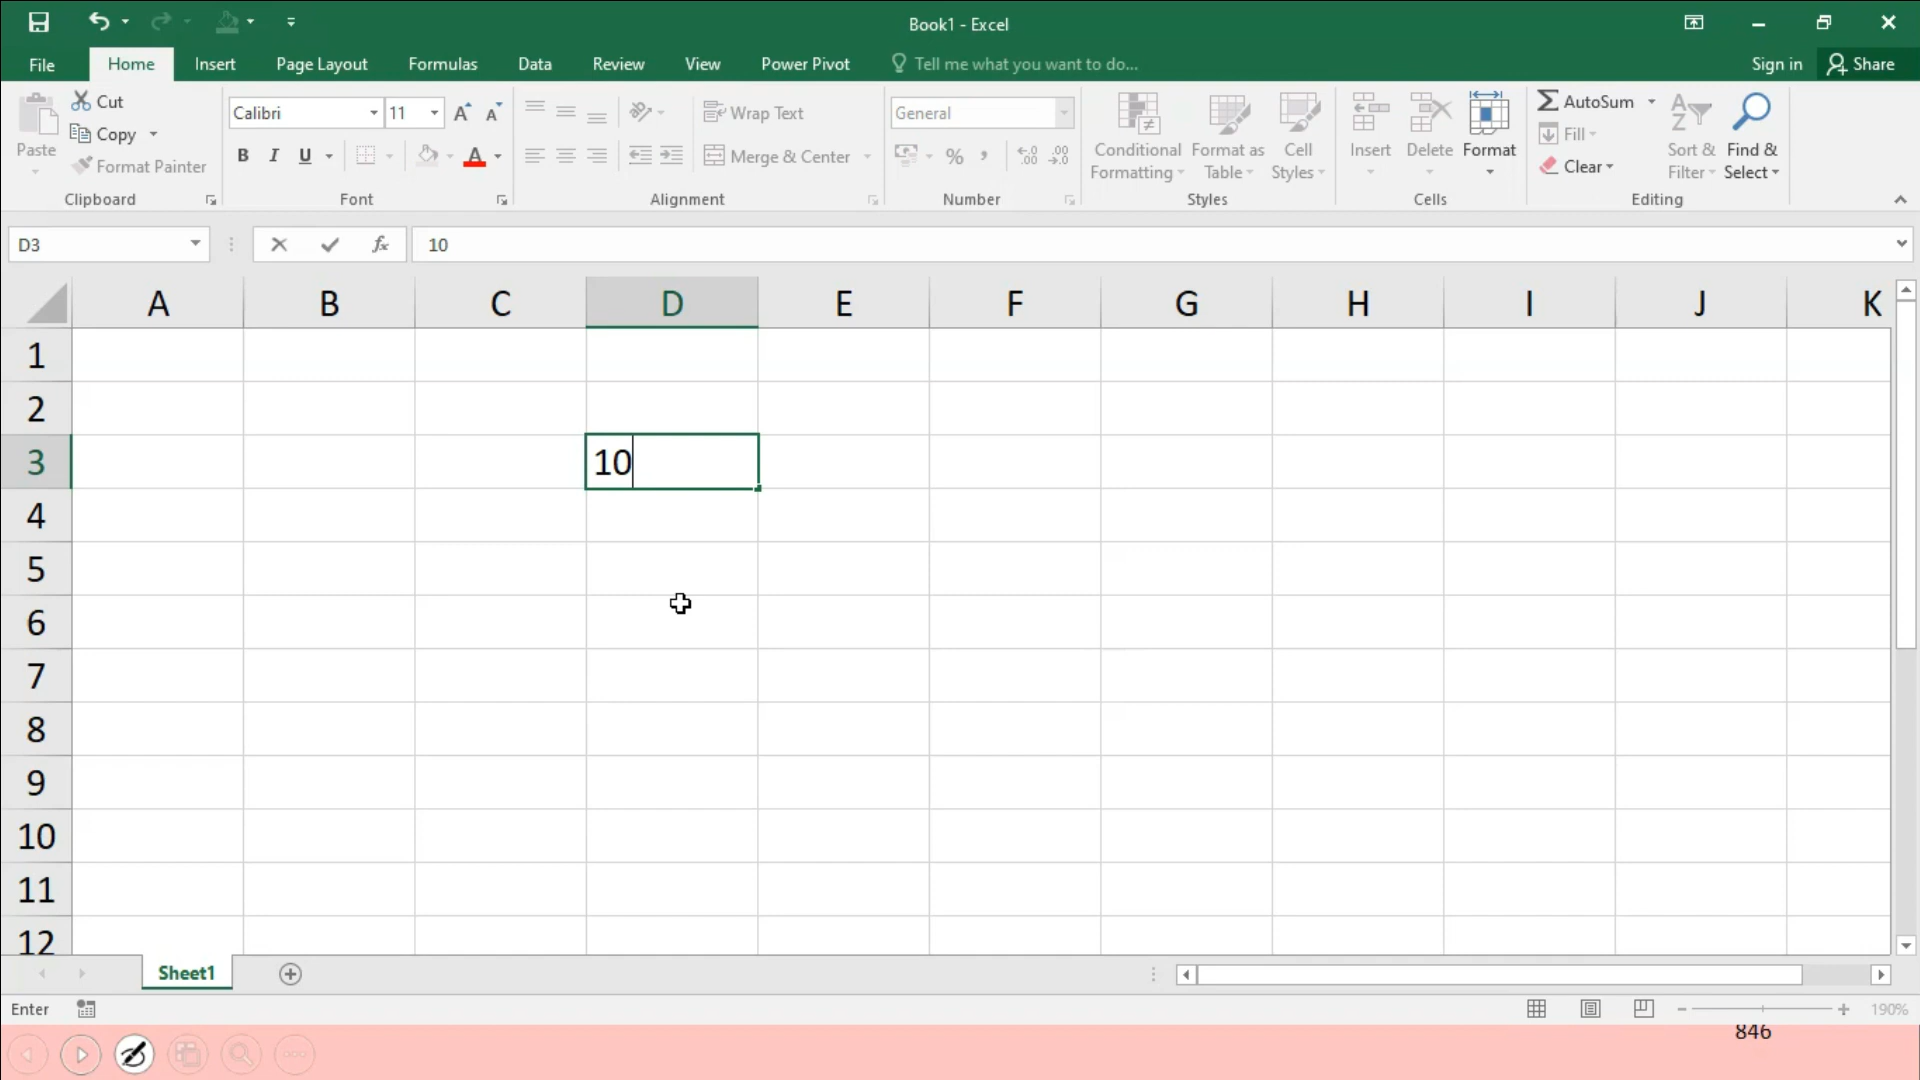 Book1 - Excel
File Home Insert Page Layout Formulas Data Review View Power Pivot Tell me what you want to do... Sign in Share
Paste
Cut
Copy
Format Painter
Clipboard
Calibri 11
B I U A
Font
Wrap Text
Merge & Center
Alignment
General
% ,
Number
Conditional Formatting
Format as Table
Cell Styles
Styles
Insert Delete Format
Cells
AutoSum
Fill
Clear
Sort & Filter
Find & Select
Editing
D3 fx 10
A B C D E F G H I J K
1
2
3 10
4
5
6
7
8
9
10
11
12
Sheet1
Enter 190%
846